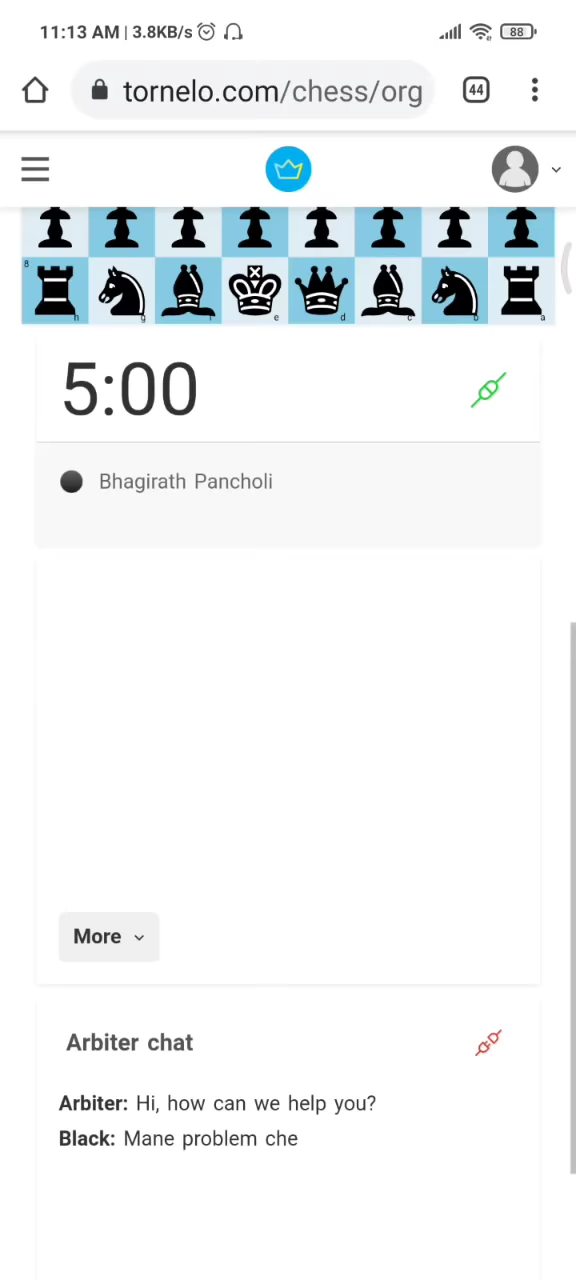 11:13 AM | 3.8KB/s
88
tornelo.com/chess/org
44
8
h g f e d c b a
5:00
Bhagirath Pancholi
More
Arbiter chat
Arbiter: Hi, how can we help you?
Black: Mane problem che